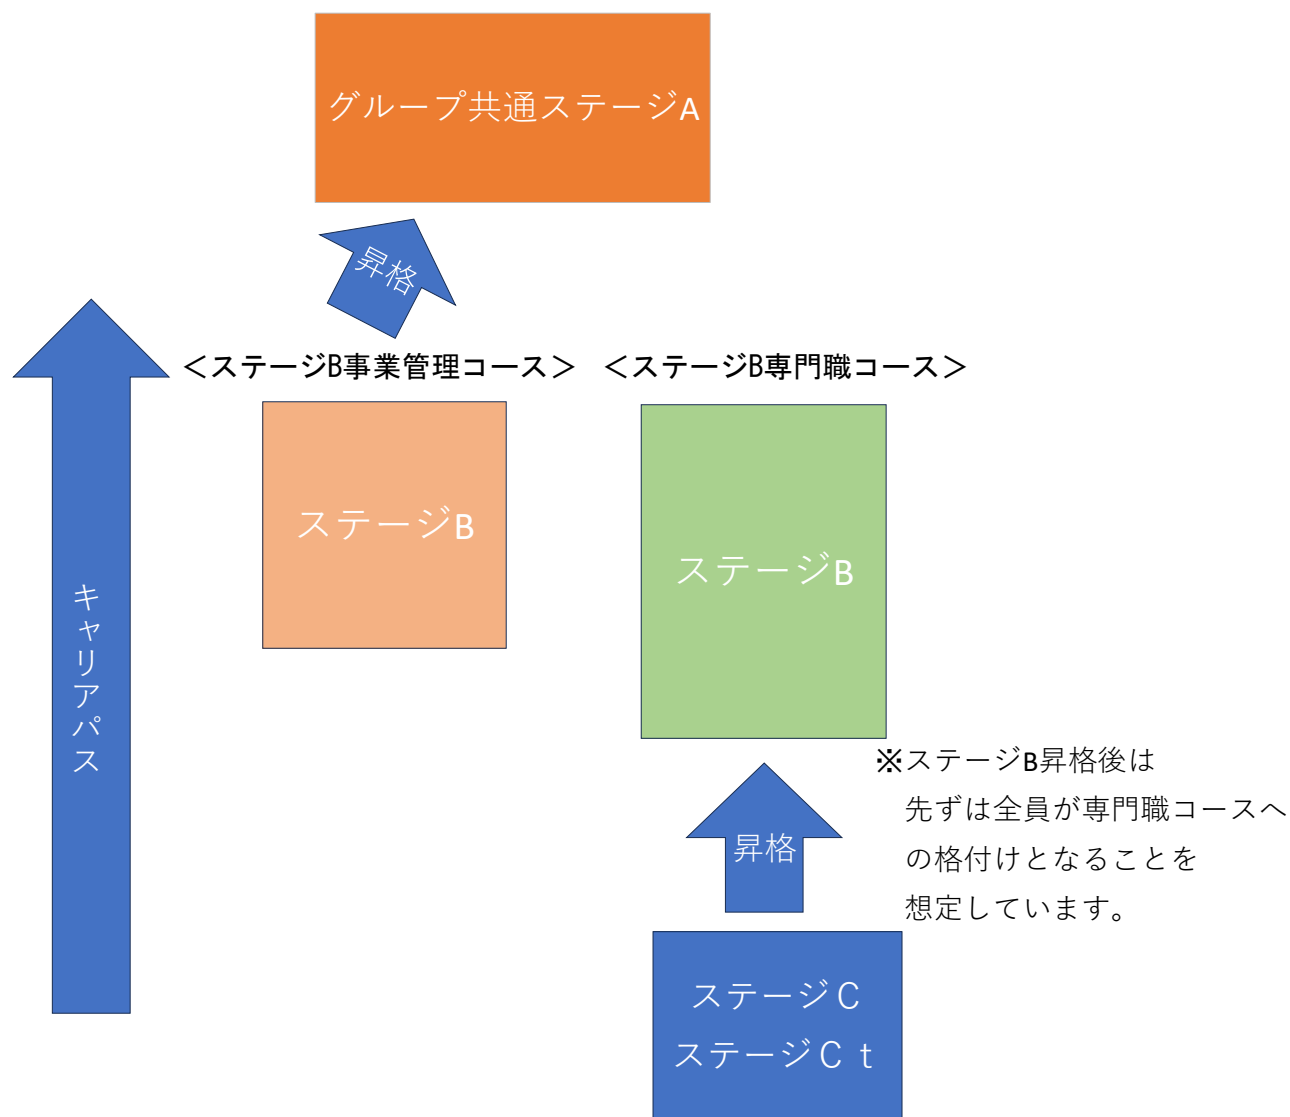 グループ共通ステージA
昇格
＜ステージB事業管理コース＞
＜ステージB専門職コース＞
ステージB
ステージB
キャリアパス
※ステージB昇格後は
先ずは全員が専門職コースへ
の格付けとなることを
想定しています。
昇格
ステージＣ
ステージＣｔ